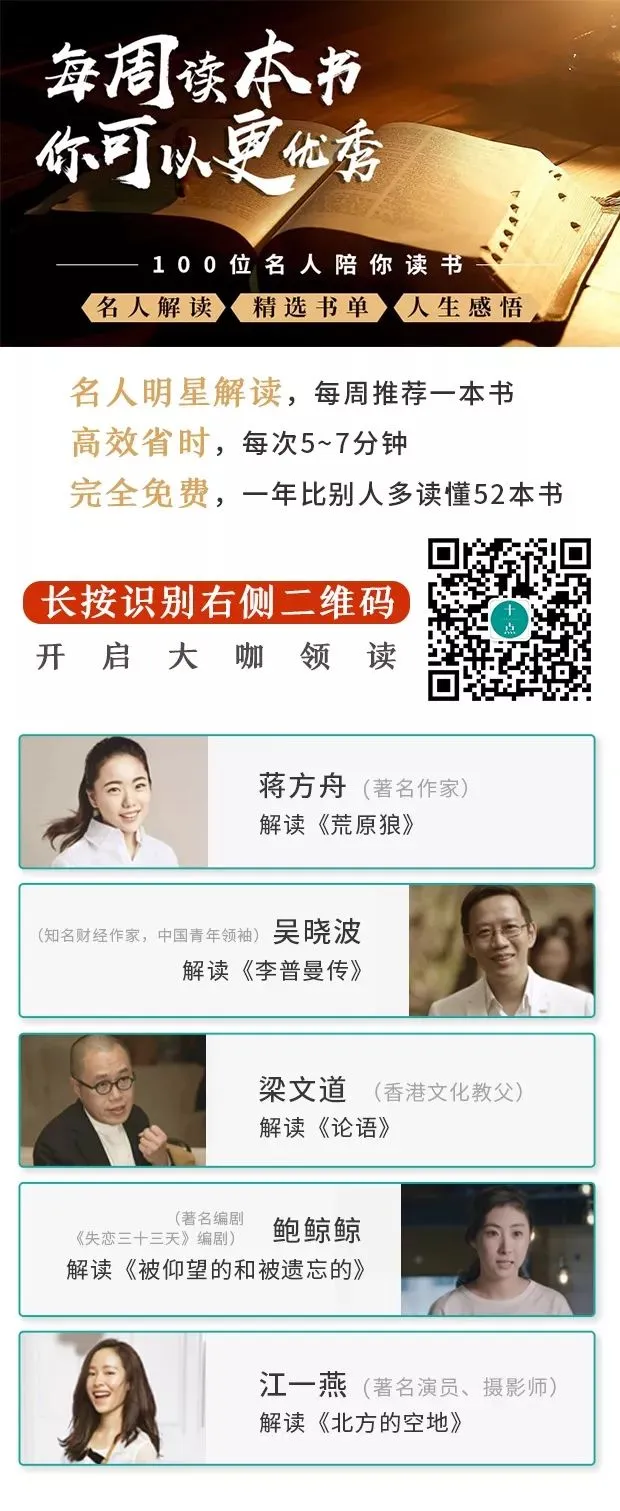 每周读本书
你可以更优秀
100位名人陪你读书
名人解读 精选书单 人生感悟
名人明星解读，每周推荐一本书
高效省时，每次5~7分钟
完全免费，一年比别人多读懂52本书
长按识别右侧二维码
开启大咖领读
十
点
蒋方舟（著名作家）
解读《荒原狼》
（知名财经作家，中国青年领袖）吴晓波
解读《李普曼传》
梁文道（香港文化教父）
解读《论语》
（著名编剧
《失恋三十三天》编剧）
鲍鲸鲸
解读《被仰望的和被遗忘的》
江一燕（著名演员、摄影师）
解读《北方的空地》